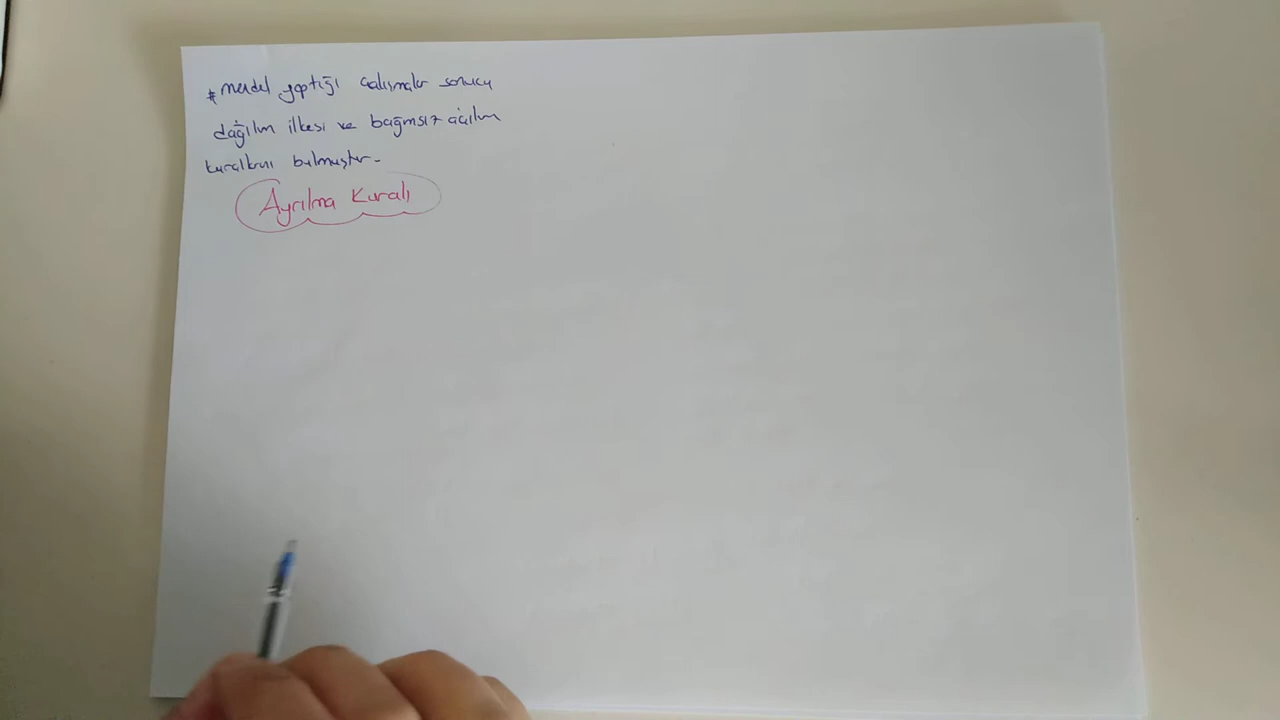 * Mendel yaptığı çalışmalar sonucu
dağılım ilkesi ve bağımsız açılım
kurallarını bulmuştur.
Ayrılma Kuralı